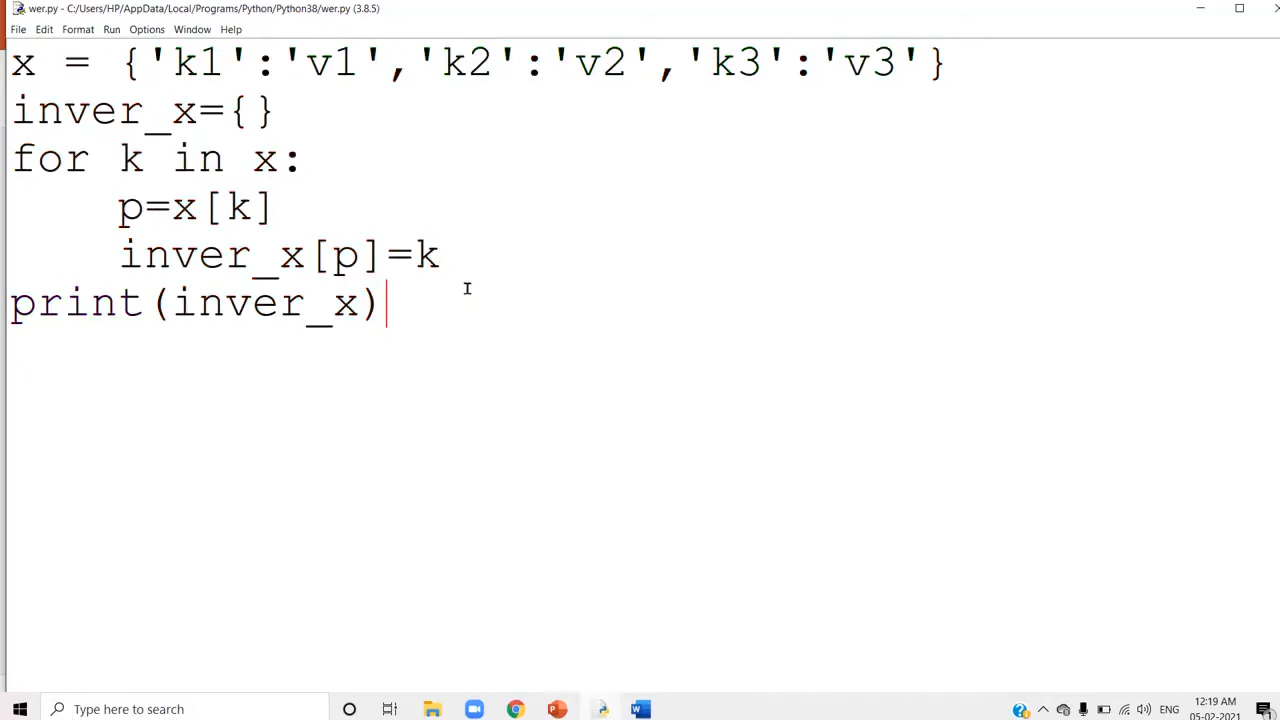 wer.py - C:/Users/HP/AppData/Local/Programs/Python/Python38/wer.py (3.8.5)
File Edit Format Run Options Window Help
x = {'k1':'v1','k2':'v2','k3':'v3'}
inver_x={}
for k in x:
    p=x[k]
    inver_x[p]=k
print(inver_x)
Type here to search
ENG
12:19 AM
05-02-2021